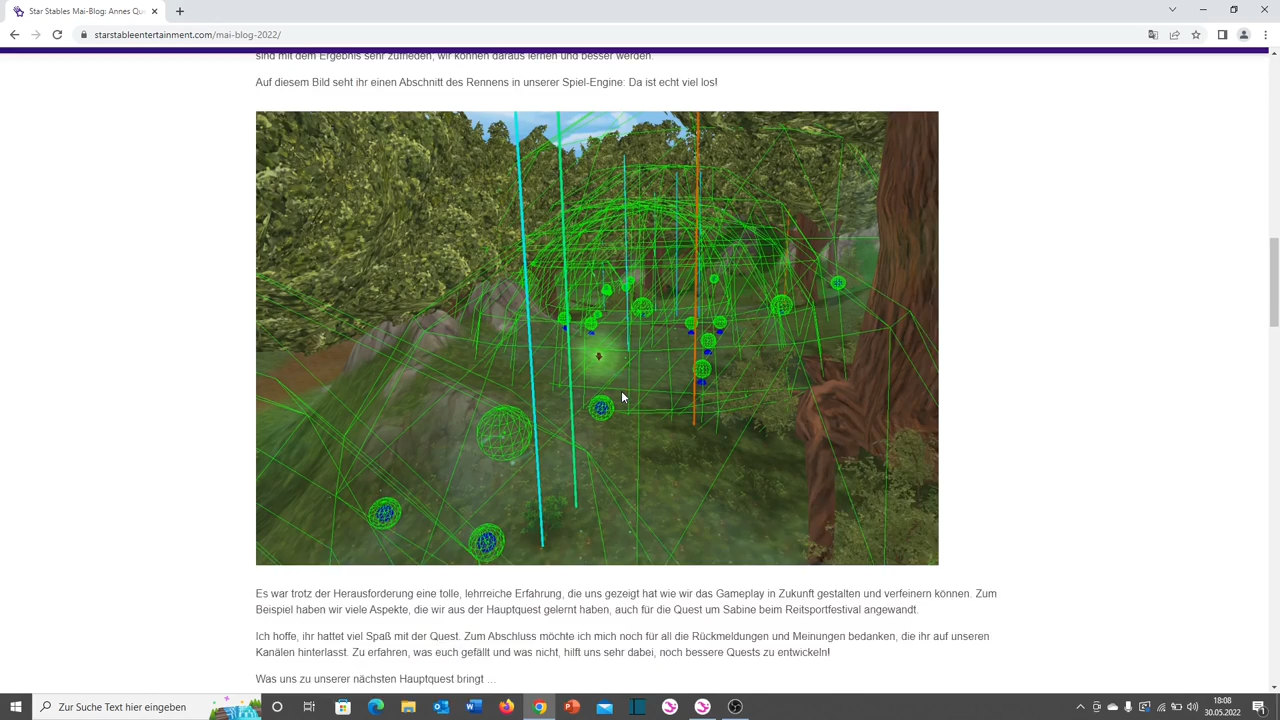 Star Stables Mai-Blog: Annes Qu
starstableentertainment.com/mai-blog-2022/
sind mit dem Ergebnis sehr zufrieden, wir können daraus lernen und besser werden.
Auf diesem Bild seht ihr einen Abschnitt des Rennens in unserer Spiel-Engine: Da ist echt viel los!
Es war trotz der Herausforderung eine tolle, lehrreiche Erfahrung, die uns gezeigt hat wie wir das Gameplay in Zukunft gestalten und verfeinern können. Zum
Beispiel haben wir viele Aspekte, die wir aus der Hauptquest gelernt haben, auch für die Quest um Sabine beim Reitsportfestival angewandt.
Ich hoffe, ihr hattet viel Spaß mit der Quest. Zum Abschluss möchte ich mich noch für all die Rückmeldungen und Meinungen bedanken, die ihr auf unseren
Kanälen hinterlasst. Zu erfahren, was euch gefällt und was nicht, hilft uns sehr dabei, noch bessere Quests zu entwickeln!
Was uns zu unserer nächsten Hauptquest bringt ...
Zur Suche Text hier eingeben
18:08
30.05.2022